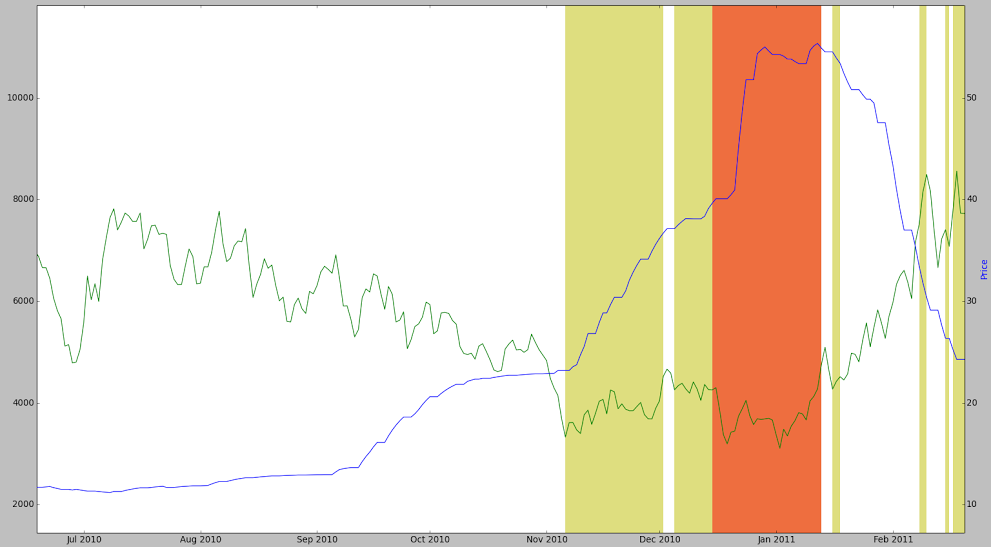 10000
8000
6000
4000
2000
50
40
30
20
10
Price
Jul 2010
Aug 2010
Sep 2010
Oct 2010
Nov 2010
Dec 2010
Jan 2011
Feb 2011